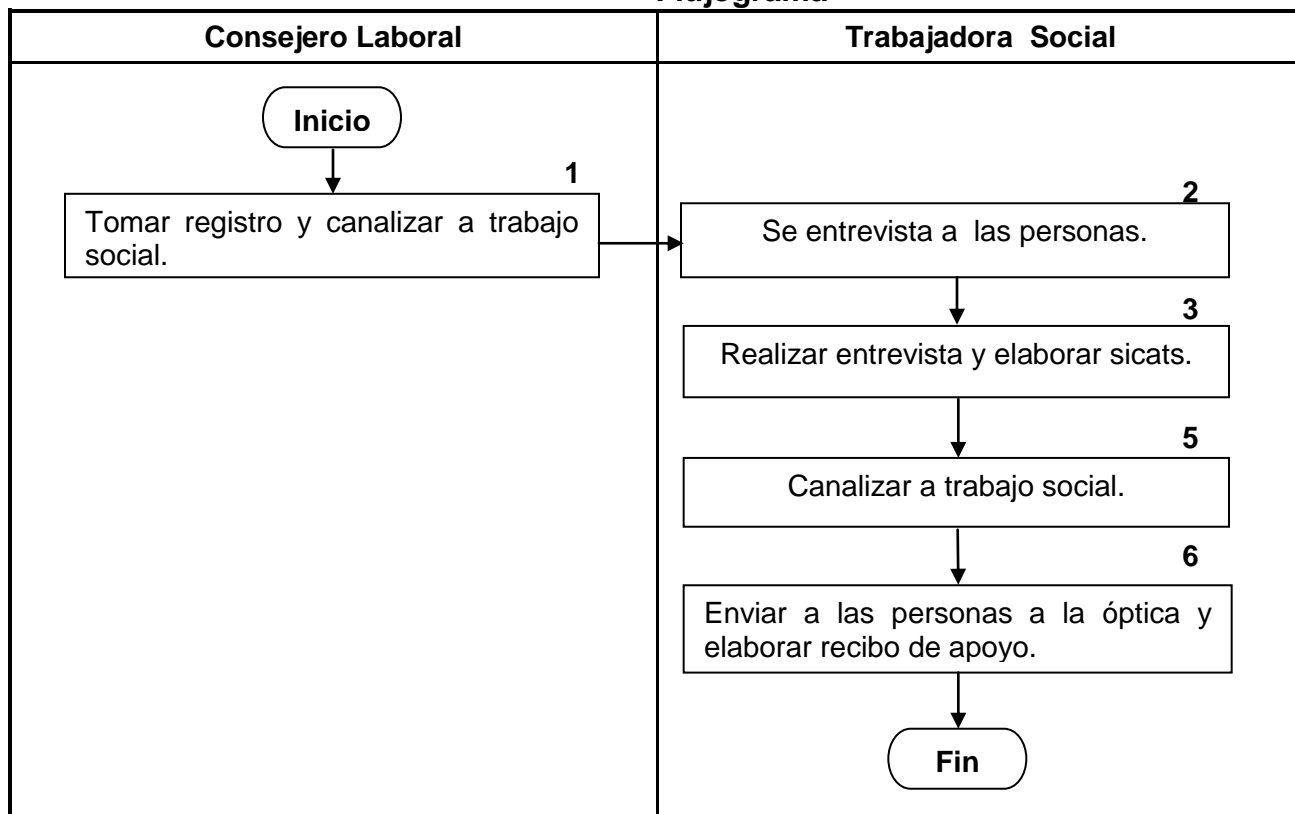 Consejero Laboral
Trabajadora Social
Inicio
1
Tomar registro y canalizar a trabajo
social.
2
Se entrevista a las personas.
3
Realizar entrevista y elaborar sicats.
5
Canalizar a trabajo social.
6
Enviar a las personas a la óptica y
elaborar recibo de apoyo.
Fin